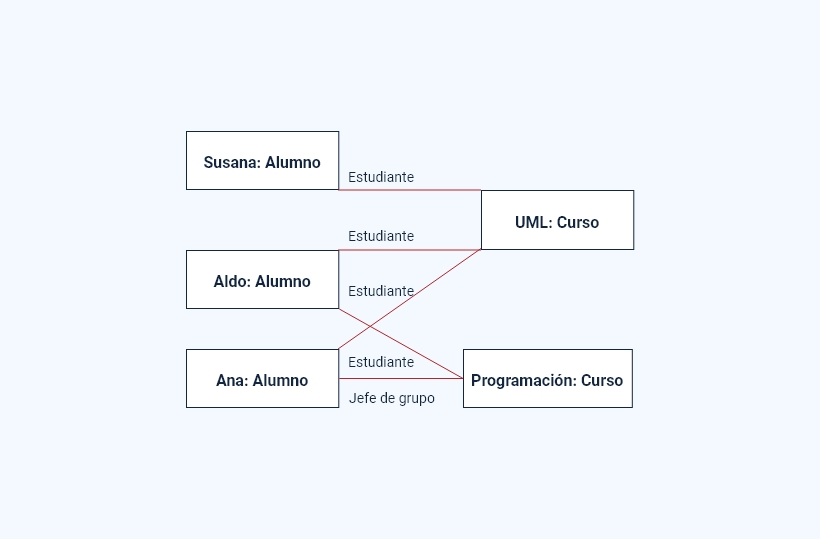 Susana: Alumno
Estudiante
UML: Curso
Estudiante
Aldo: Alumno
Estudiante
Estudiante
Ana: Alumno
Programación: Curso
Jefe de grupo